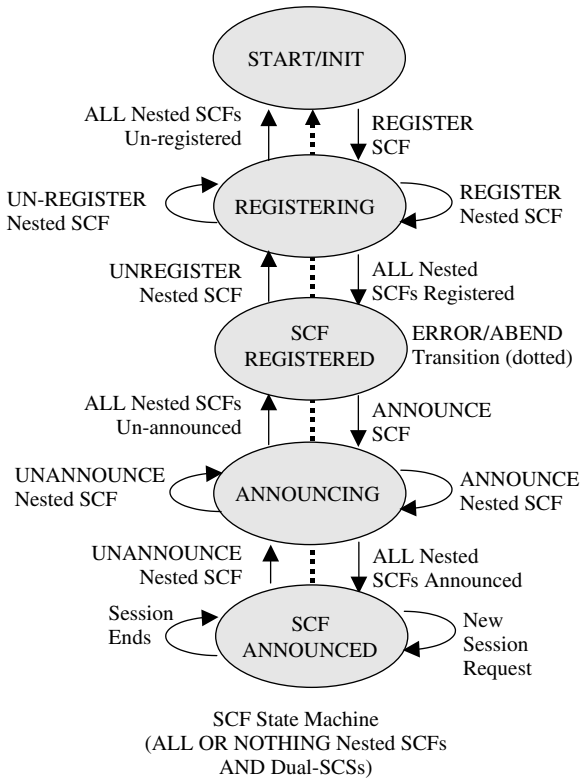 START/INIT
ALL Nested SCFs
Un-registered
REGISTER
SCF
UN-REGISTER
Nested SCF
REGISTERING
REGISTER
Nested SCF
UNREGISTER
Nested SCF
ALL Nested
SCFs Registered
SCF
REGISTERED
ERROR/ABEND
Transition (dotted)
ALL Nested SCFs
Un-announced
ANNOUNCE
SCF
UNANNOUNCE
Nested SCF
ANNOUNCING
ANNOUNCE
Nested SCF
UNANNOUNCE
Nested SCF
ALL Nested
SCFs Announced
Session
Ends
SCF
ANNOUNCED
New
Session
Request
SCF State Machine
(ALL OR NOTHING Nested SCFs
AND Dual-SCSs)